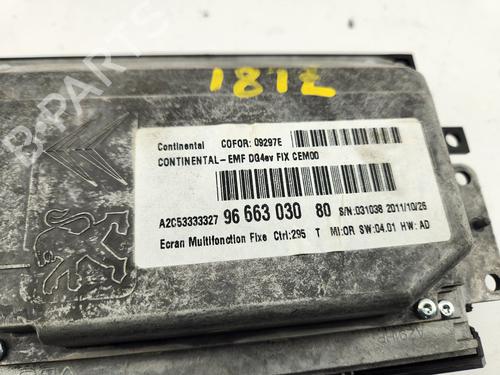 1812
Continental COFOR: 09297E
CONTINENTAL-EMF DG4ev FIX CEM00
A2C53333327 96 663 030 80 S/N:031038 2011/10/26
Ecran Multifonction Fixe Ctrl:295 T MI:OR SW:04.01 HW: AD
B-PARTS